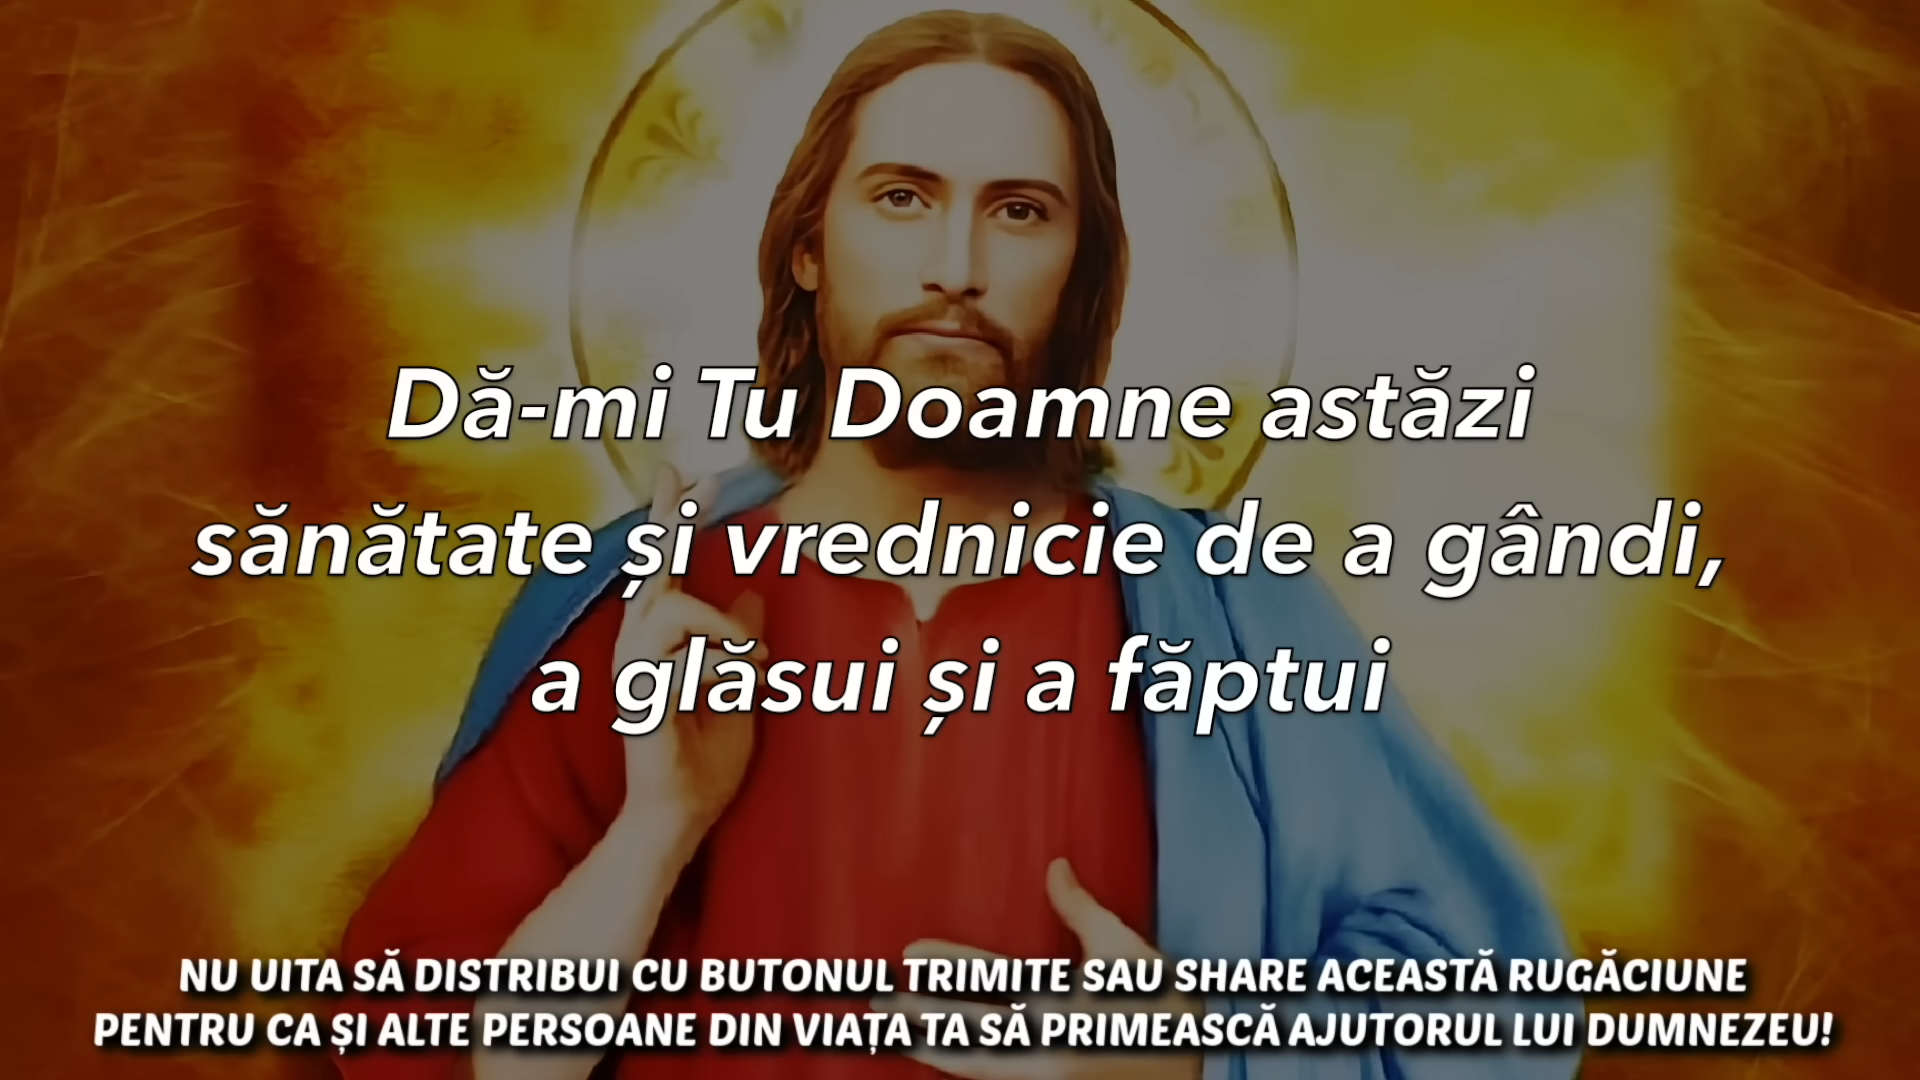 Dă-mi Tu Doamne astăzi
sănătate și vrednicie de a gândi,
a glăsui și a făptui
NU UITA SĂ DISTRIBUI CU BUTONUL TRIMITE SAU SHARE ACEASTĂ RUGĂCIUNE
PENTRU CA ȘI ALTE PERSOANE DIN VIAȚA TA SĂ PRIMEASCĂ AJUTORUL LUI DUMNEZEU!